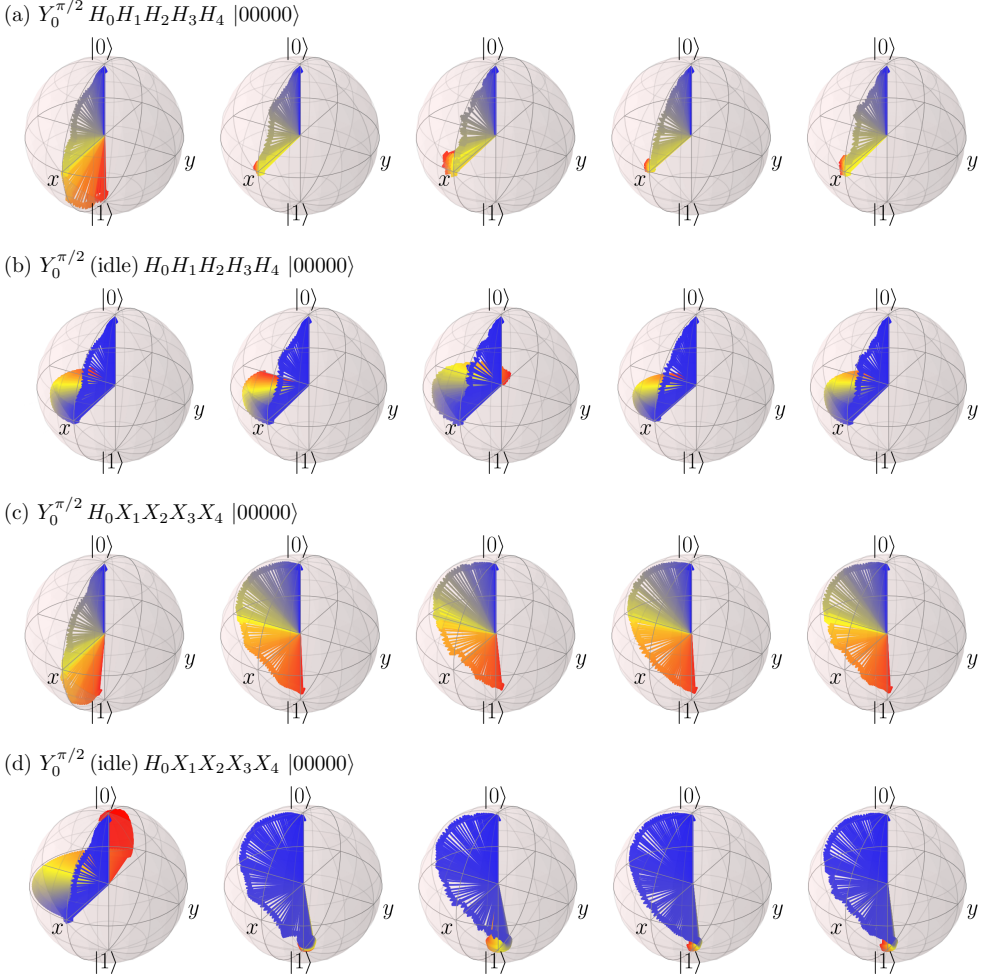 (a) $Y_0^{\pi/2} H_0H_1H_2H_3H_4 |00000\rangle$
|0⟩ |0⟩ |0⟩ |0⟩ |0⟩
x y x x x x y
|1⟩ |1⟩ |1⟩ |1⟩ |1⟩
(b) $Y_0^{\pi/2}$ (idle) $H_0H_1H_2H_3H_4 |00000\rangle$
|0⟩ |0⟩ |0⟩ |0⟩ |0⟩
y y y y y
x x x x x
|1⟩ |1⟩ |1⟩ |1⟩ |1⟩
(c) $Y_0^{\pi/2} H_0X_1X_2X_3X_4 |00000\rangle$
|0⟩ |0⟩ |0⟩ |0⟩ |0⟩
y y y y y
x x x x x
|1⟩ |1⟩ |1⟩ |1⟩ |1⟩
(d) $Y_0^{\pi/2}$ (idle) $H_0X_1X_2X_3X_4 |00000\rangle$
|0⟩ |0⟩ |0⟩ |0⟩ |0⟩
y y y y y
x x x x x
|1⟩ |1⟩ |1⟩ |1⟩ |1⟩